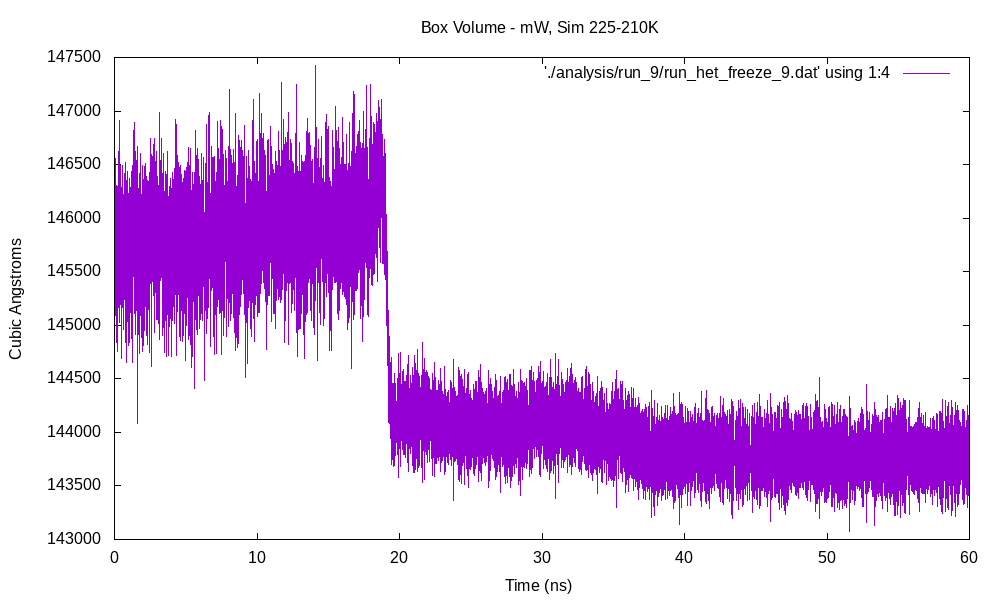 Box Volume - mW, Sim 225-210K
'./analysis/run_9/run_het_freeze_9.dat' using 1:4
147500
147000
146500
146000
145500
145000
144500
144000
143500
143000
Cubic Angstroms
0 10 20 30 40 50 60
Time (ns)